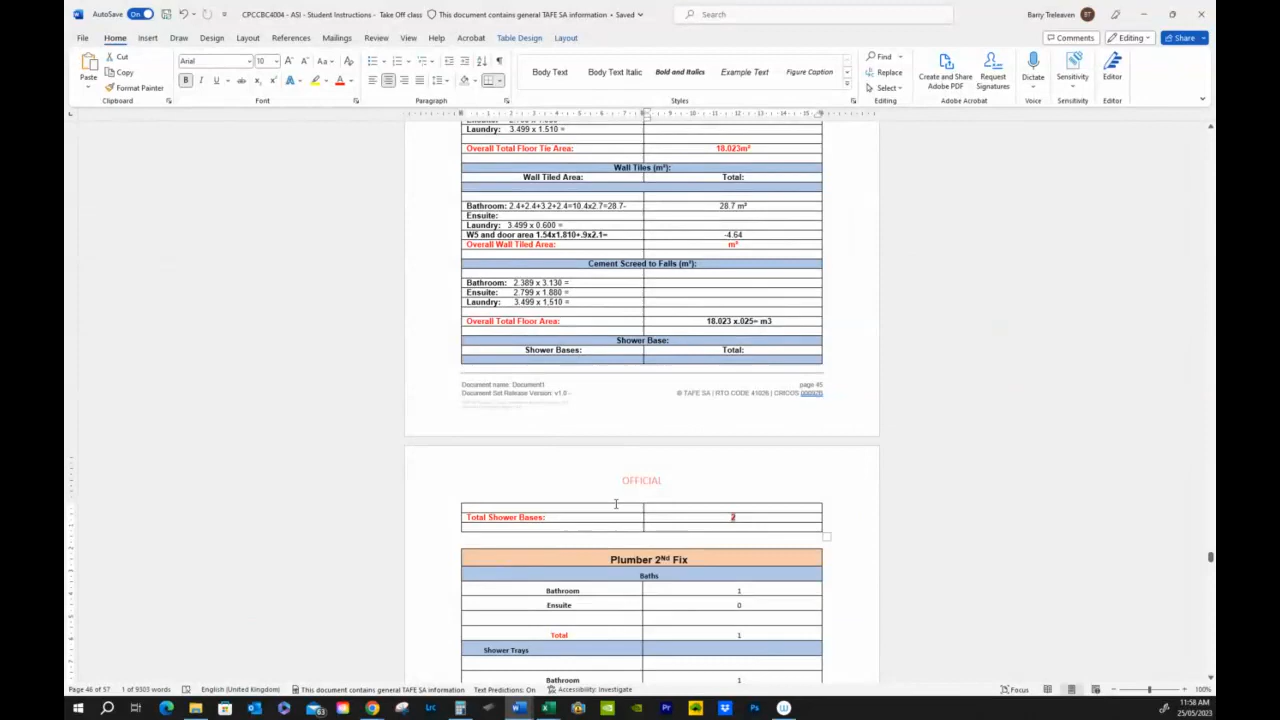 AutoSave On CPCCBC4004 - AS) - Student Instructions - Take Off class This document contains general TAFE SA information • Saved Search Barry Treleaven BT
File Home Insert Draw Design Layout References Mailings Review View Help Acrobat Table Design Layout Comments Editing Share
Paste Cut Copy Format Painter Clipboard
Arial 10 Font
Paragraph
Body Text Body Text Italic Bold and Italics Example Text Figure Caption Styles
Find Replace Select Editing
Create and Share Adobe PDF Request Signatures Adobe Acrobat
Dictate Voice
Sensitivity Sensitivity
Editor Editor
Laundry: 3.499 x 1.510 =
Overall Total Floor Tie Area: 18.023m²
Wall Tiles (m²):
Wall Tiled Area: Total:
Bathroom: 2.4+2.4+3.2+2.4=10.4x2.7=28.7- 28.7 m²
Ensuite:
Laundry: 3.499 x 0.600 =
W5 and door area 1.54x1.810+.9x2.1= -4.64
Overall Wall Tiled Area: m²
Cement Screed to Falls (m³):
Bathroom: 2.389 x 3.130 =
Ensuite: 2.799 x 1.880 =
Laundry: 3.499 x 1.510 =
Overall Total Floor Area: 18.023 x.025= m3
Shower Base:
Shower Bases: Total:
Document name: Document1 page 45
Document Set Release Version: v1.0 - © TAFE SA | RTO CODE 41026 | CRICOS 00092B
OFFICIAL
Total Shower Bases: 2
Plumber 2Nd Fix
Baths
Bathroom 1
Ensuite 0
Total 1
Shower Trays
Bathroom 1
Page 46 of 57 1 of 9303 words English (United Kingdom) This document contains general TAFE SA information Text Predictions: On Accessibility: Investigate Focus 100%
11:58 AM
25/05/2023